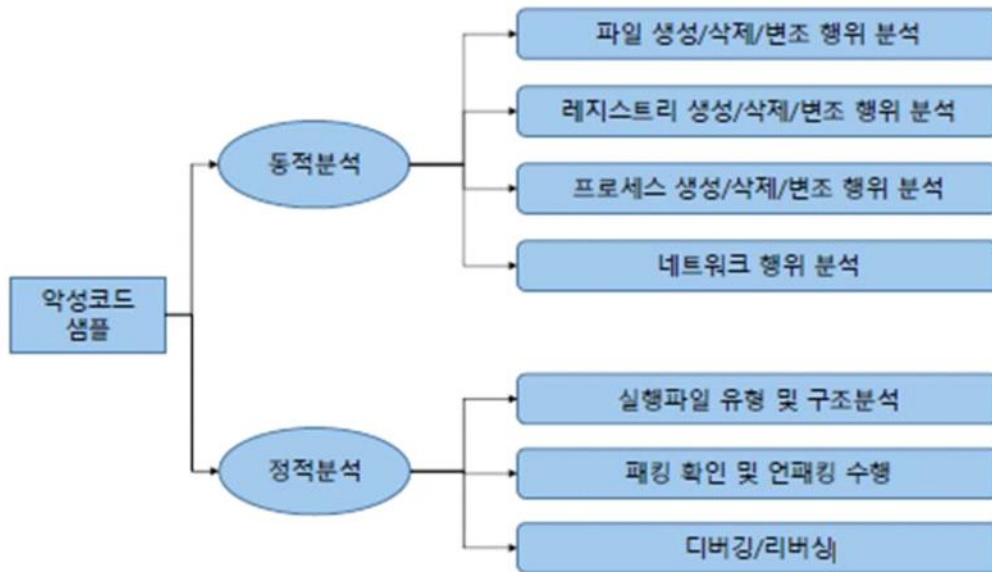 악성코드
샘플
동적분석
파일 생성/삭제/변조 행위 분석
레지스트리 생성/삭제/변조 행위 분석
프로세스 생성/삭제/변조 행위 분석
네트워크 행위 분석
정적분석
실행파일 유형 및 구조분석
패킹 확인 및 언패킹 수행
디버깅/리버싱